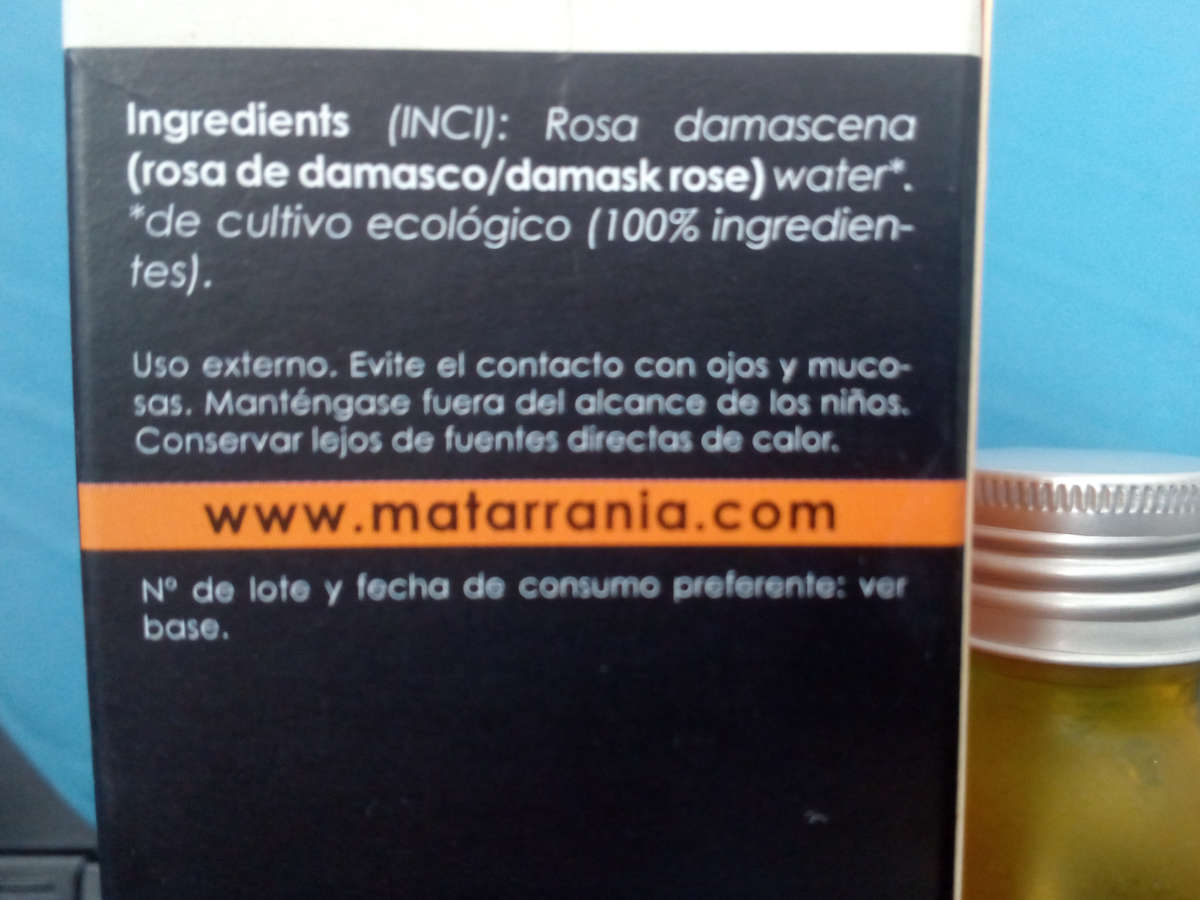 Ingredients (INCI): Rosa damascena
(rosa de damasco/damask rose) water*.
*de cultivo ecológico (100% ingredien-
tes).
Uso externo. Evite el contacto con ojos y muco-
sas. Manténgase fuera del alcance de los niños.
Conservar lejos de fuentes directas de calor.
www.matarrania.com
Nº de lote y fecha de consumo preferente: ver
base.